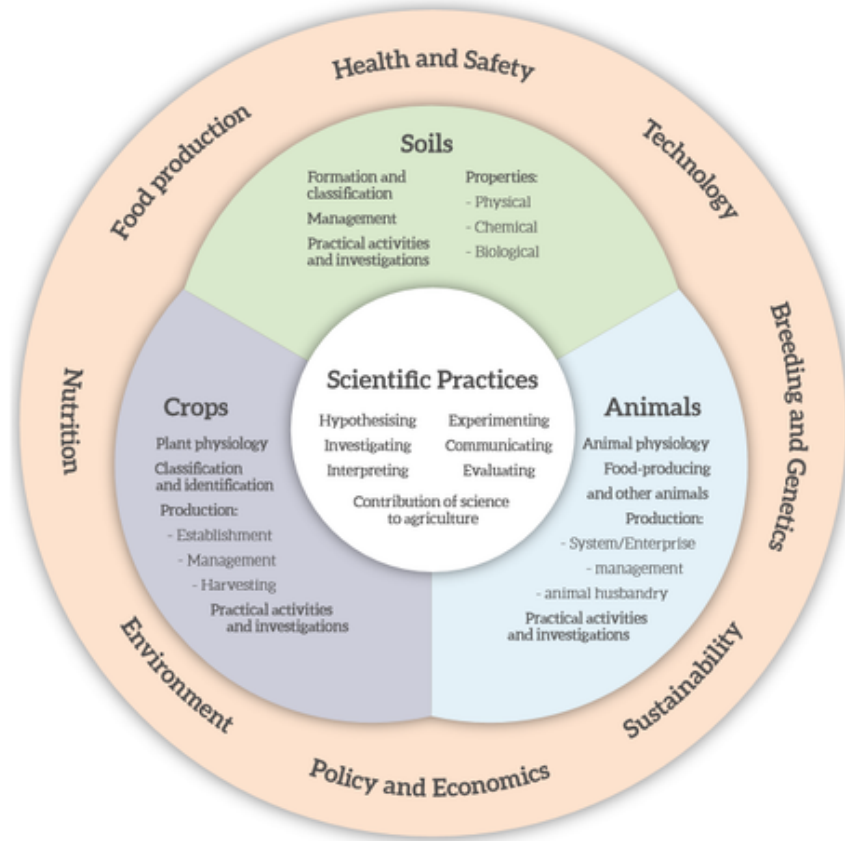 Health and Safety
Food production
Technology
Breeding and Genetics
Nutrition
Environment
Sustainability
Policy and Economics
Soils
Formation and
classification
Management
Practical activities
and investigations
Properties:
- Physical
- Chemical
- Biological
Scientific Practices
Hypothesising
Experimenting
Investigating
Communicating
Interpreting
Evaluating
Contribution of science
to agriculture
Crops
Plant physiology
Classification
and identification
Production:
- Establishment
- Management
- Harvesting
Practical activities
and investigations
Animals
Animal physiology
Food-producing
and other animals
Production:
- System/Enterprise
- management
- animal husbandry
Practical activities
and investigations